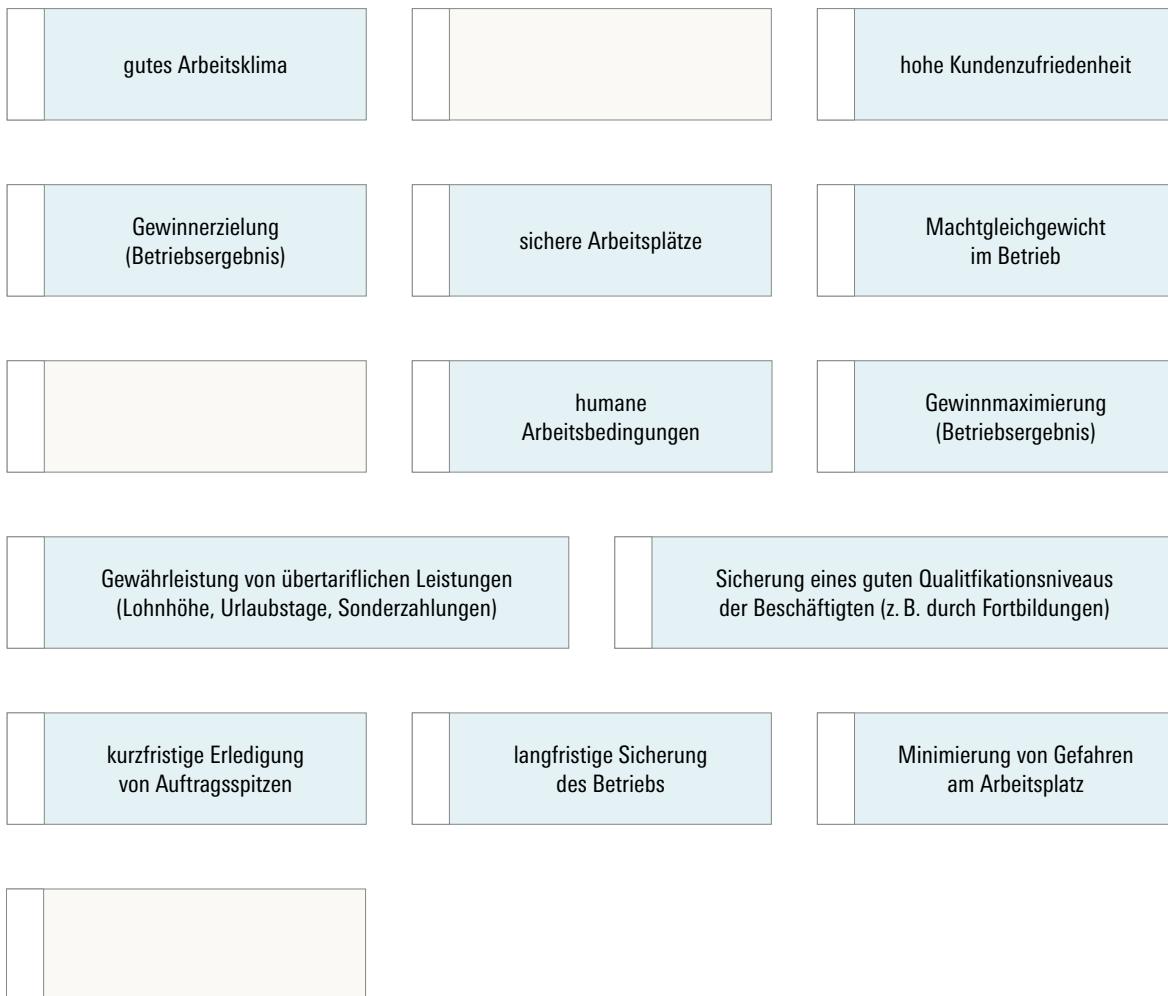 gutes Arbeitsklima
hohe Kundenzufriedenheit
Gewinnerzielung
(Betriebsergebnis)
sichere Arbeitsplätze
Machtgleichgewicht
im Betrieb
humane
Arbeitsbedingungen
Gewinnmaximierung
(Betriebsergebnis)
Gewährleistung von übertariflichen Leistungen
(Lohnhöhe, Urlaubstage, Sonderzahlungen)
Sicherung eines guten Qualitfikationsniveaus
der Beschäftigten (z. B. durch Fortbildungen)
kurzfristige Erledigung
von Auftragsspitzen
langfristige Sicherung
des Betriebs
Minimierung von Gefahren
am Arbeitsplatz